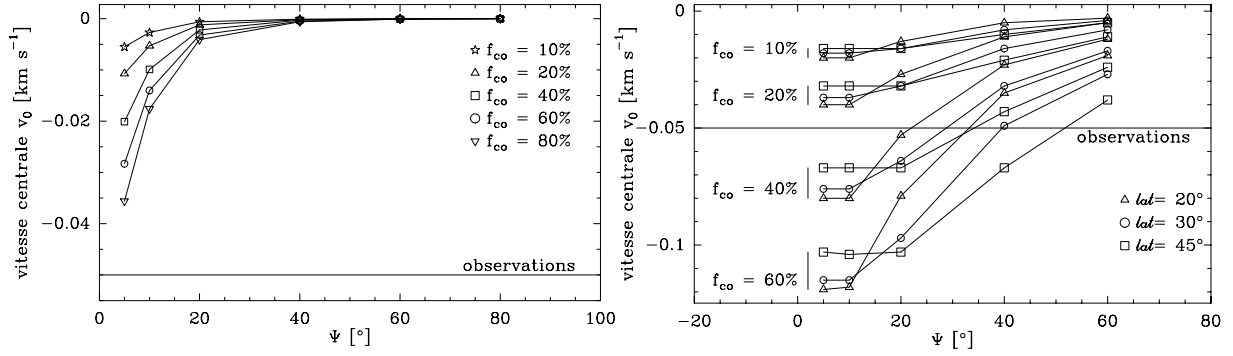 vitesse centrale v₀ [km s⁻¹]
0
−0.02
−0.04
☆ f_co = 10%
△ f_co = 20%
□ f_co = 40%
○ f_co = 60%
▽ f_co = 80%
observations
0 20 40 60 80 100
Ψ [°]
vitesse centrale v₀ [km s⁻¹]
0
−0.05
−0.1
f_co = 10%
f_co = 20%
f_co = 40%
f_co = 60%
observations
△ lat= 20°
○ lat= 30°
□ lat= 45°
−20 0 20 40 60 80
Ψ [°]